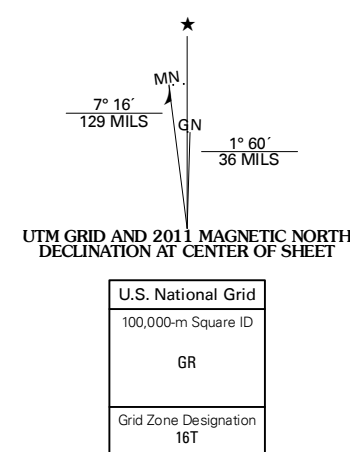 ★
MN
7° 16´
129 MILS
GN
1° 60´
36 MILS
UTM GRID AND 2011 MAGNETIC NORTH
DECLINATION AT CENTER OF SHEET
U.S. National Grid
100,000-m Square ID
GR
Grid Zone Designation
16T